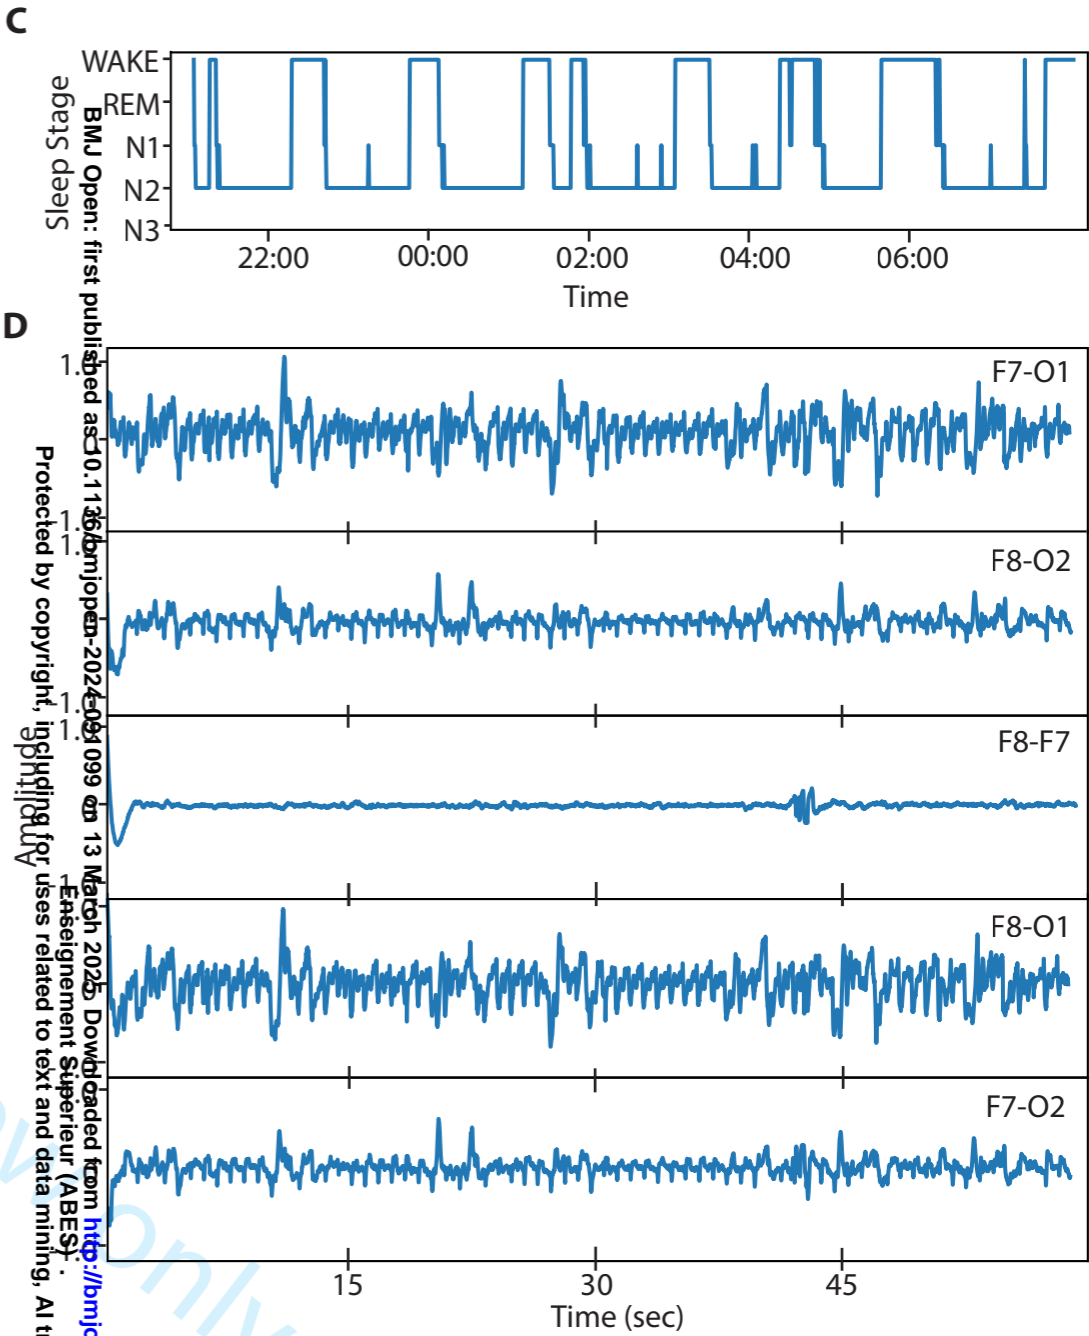 C
WAKE
REM
N1
N2
N3
Sleep Stage
22:00
00:00
02:00
04:00
06:00
Time
D
F7-O1
F8-O2
F8-F7
F8-O1
F7-O2
Amplitude
15
30
45
Time (sec)
BMJ Open: first published as 10.1136/bmjopen-2024-091099 on 13 March 2025. Downloaded from http://bmjo
Enseignement Superieur (ABES) .
Protected by copyright, including for uses related to text and data mining, AI
only